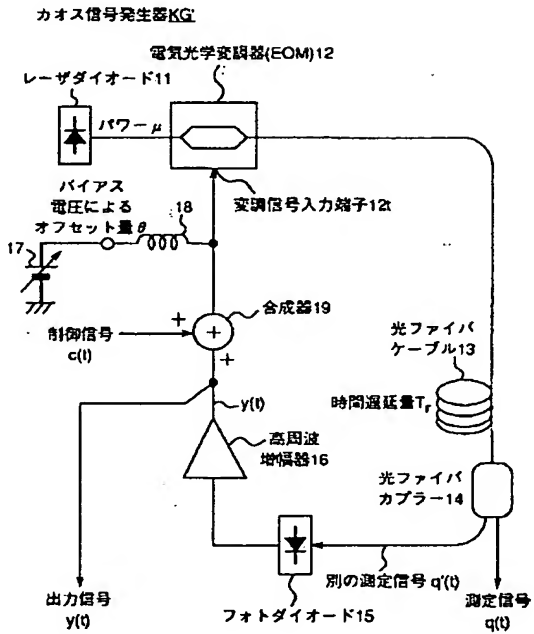 カオス信号発生器KG'
電気光学変調器(EOM)12
レーザダイオード11
パワーμ
バイアス
電圧による
オフセット量θ
18
変調信号入力端子12t
17
合成器19
+
+
+
制御信号
c(t)
光ファイバ
ケーブル13
時間遅延量Tr
y(t)
高周波
増幅器16
光ファイバ
カプラー14
別の測定信号 q'(t)
出力信号
y(t)
フォトダイオード15
測定信号
q(t)